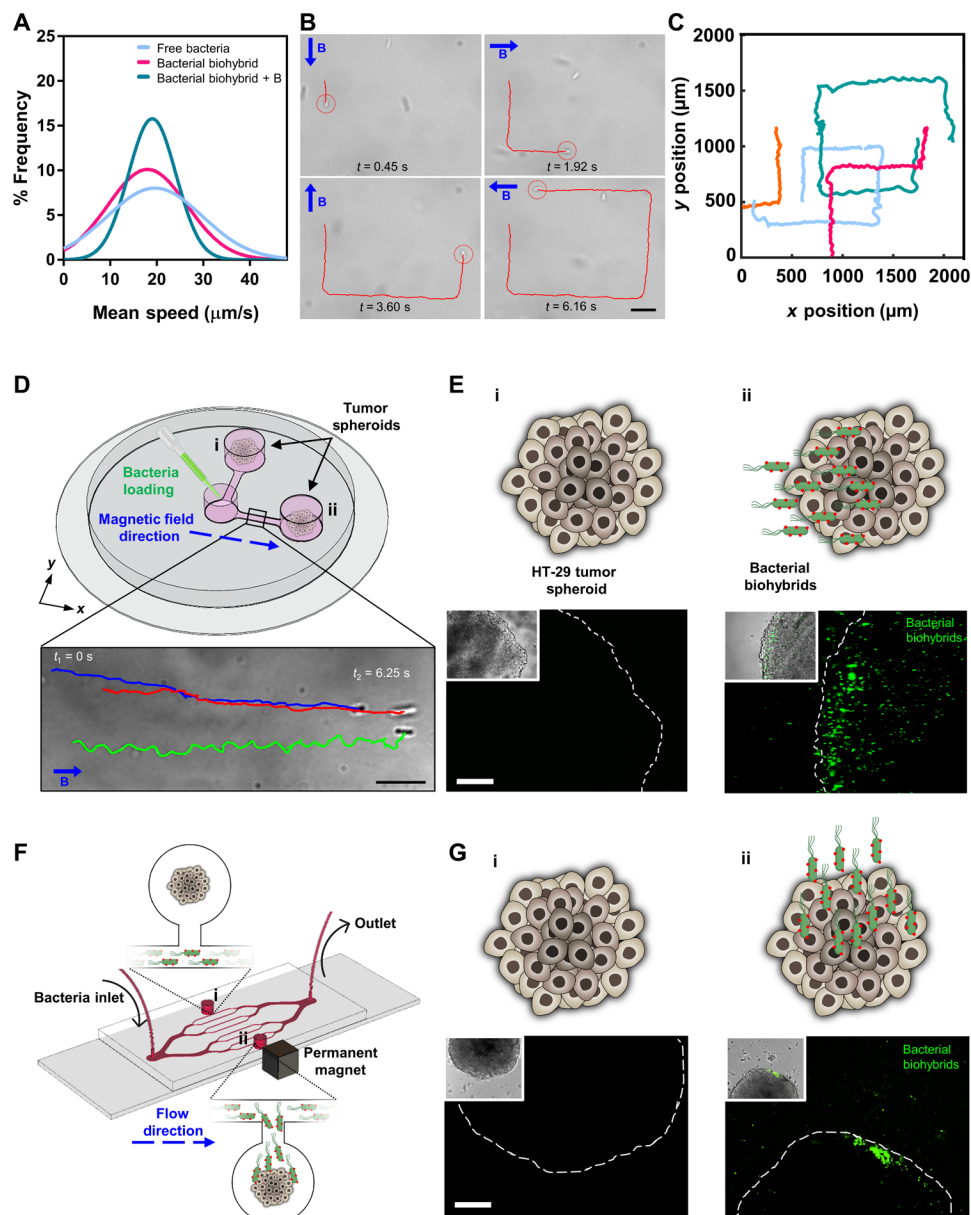 A
25
20
15
10
5
0
0
10
20
30
40
% Frequency
Mean speed (μm/s)
Free bacteria
Bacterial biohybrid
Bacterial biohybrid + B
B
B
t = 0.45 s
B
t = 1.92 s
B
t = 3.60 s
B
t = 6.16 s
C
2000
1500
1000
500
0
0
500
1000
1500
2000
y position (μm)
x position (μm)
D
Tumor
spheroids
i
Bacteria
loading
ii
Magnetic field
direction
y
x
t1 = 0 s
t2 = 6.25 s
B
E
i
ii
HT-29 tumor
spheroid
Bacterial
biohybrids
Bacterial
biohybrids
F
Outlet
Bacteria inlet
i
ii
Permanent
magnet
Flow
direction
G
i
ii
Bacterial
biohybrids